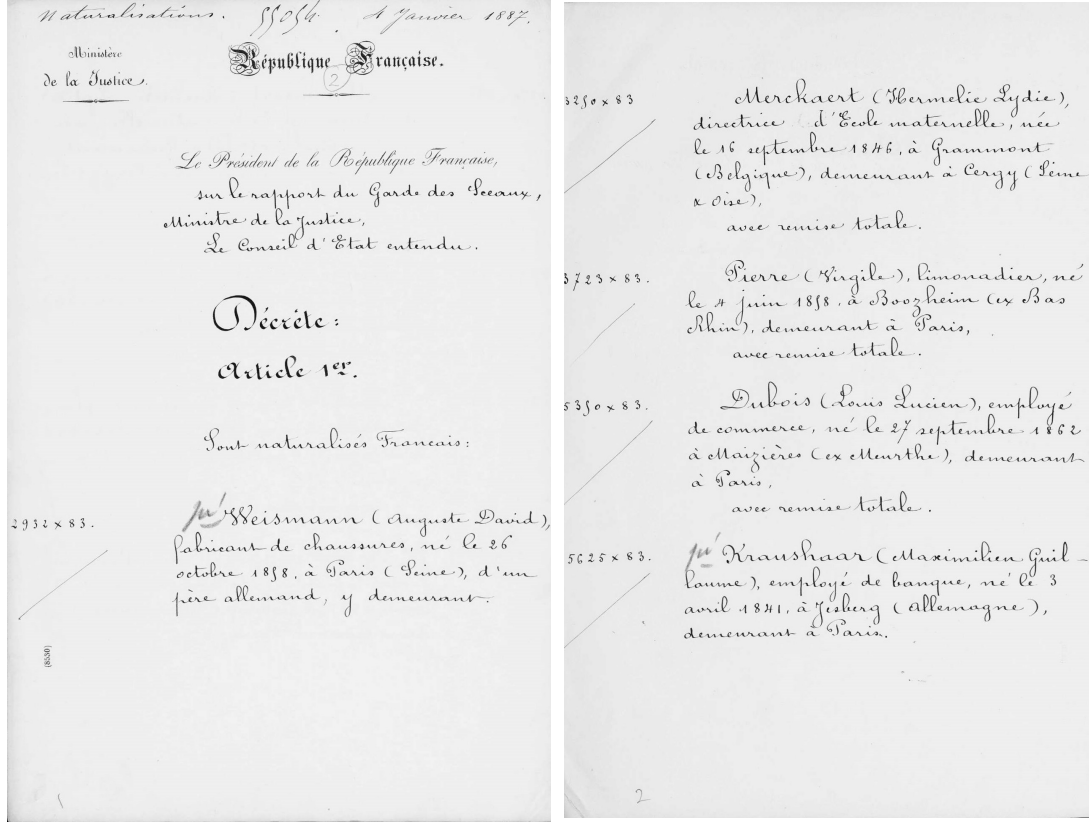 Naturalisations. 4 Janvier 1887.
Ministère
de la Justice.
République Française.
2
Le Président de la République Française,
sur le rapport du Garde des Sceaux,
Ministre de la Justice,
Le Conseil d'Etat entendu.
Décrète:
Article 1er.
Sont naturalisés Francais:
2932 x 83.
Weismann (Auguste David),
fabricant de chaussures, né le 26
octobre 1858, à Paris (Seine), d'un
père allemand, y demeurant.
(8530)
1
3250 x 83
Merckaert (Hermelie Lydie),
directrice d'Ecole maternelle, née
le 16 septembre 1846, à Grammont
(Belgique), demeurant à Cergy (Seine
& Oise),
avec remise totale.
3723 x 83.
Pierre (Virgile), limonadier, né
le 4 juin 1858, à Boozheim (ex Bas
Rhin), demeurant à Paris,
avec remise totale.
5350 x 83.
Dubois (Louis Lucien), employé
de commerce, né le 27 septembre 1862
à Maizières (ex Meurthe), demeurant
à Paris,
avec remise totale.
5625 x 83.
Kraushaar (Maximilien Guil-
laume), employé de banque, né le 3
avril 1841, à Jesberg (Allemagne),
demeurant à Paris.
2